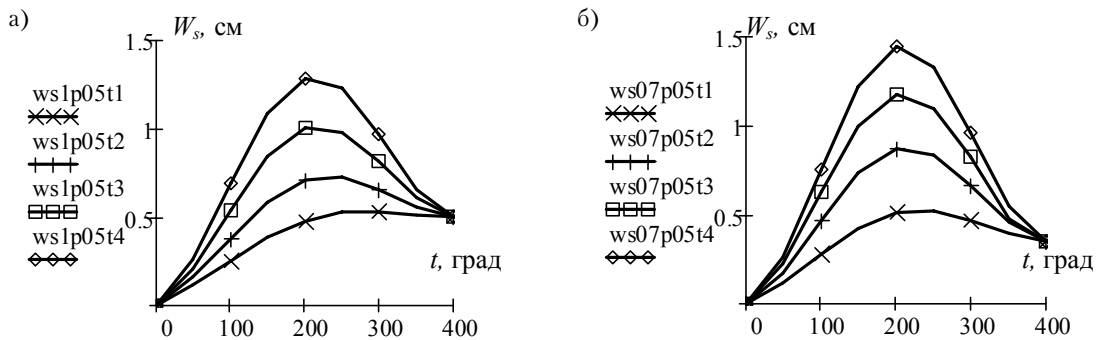 а)
W_s, см
1.5
1
0.5
ws1p05t1
ws1p05t2
ws1p05t3
ws1p05t4
t, град
0 100 200 300 400
б)
W_s, см
1.5
1
0.5
ws07p05t1
ws07p05t2
ws07p05t3
ws07p05t4
t, град
0 100 200 300 400